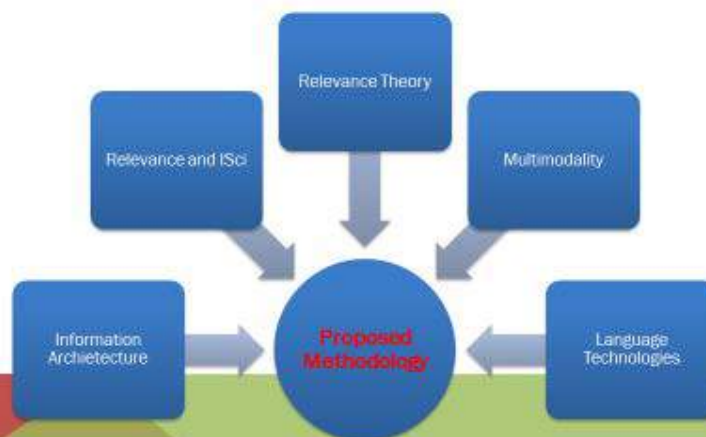 Relevance Theory
Relevance and ISci
Multimodality
Information
Archietecture
Proposed
Methodology
Language
Technologies